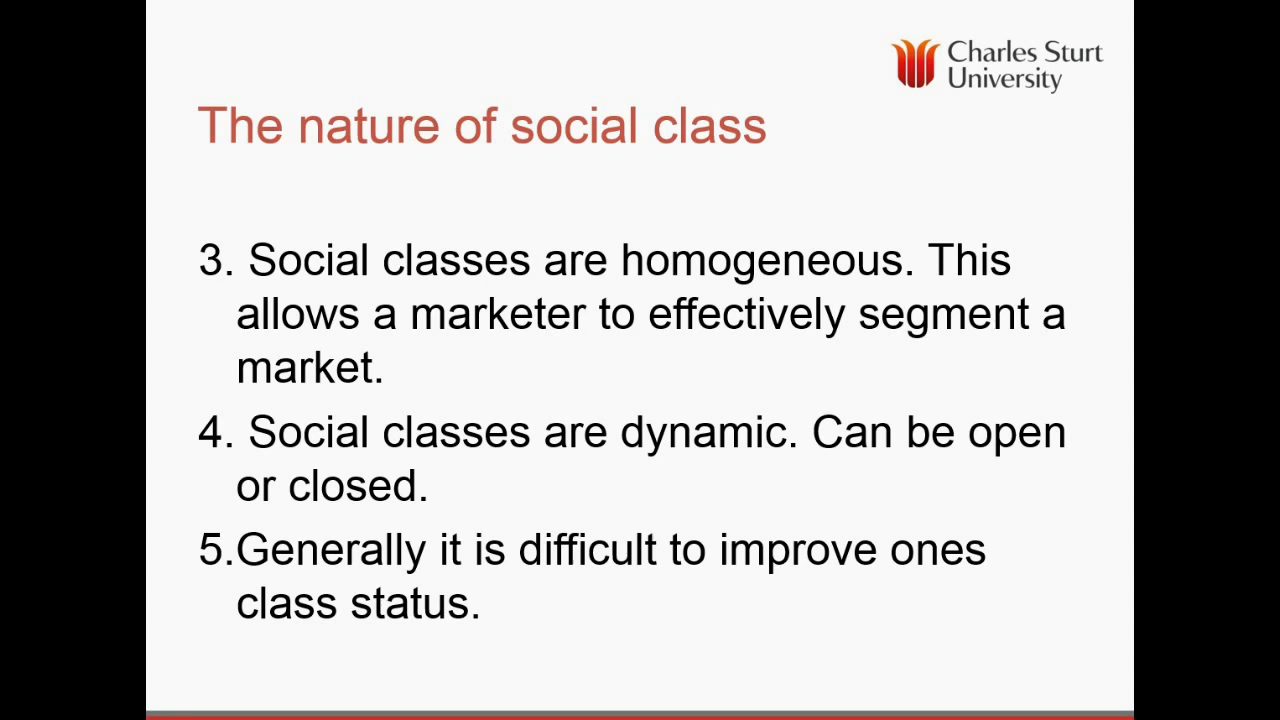 Charles Sturt
University
The nature of social class
3. Social classes are homogeneous. This
allows a marketer to effectively segment a
market.
4. Social classes are dynamic. Can be open
or closed.
5.Generally it is difficult to improve ones
class status.